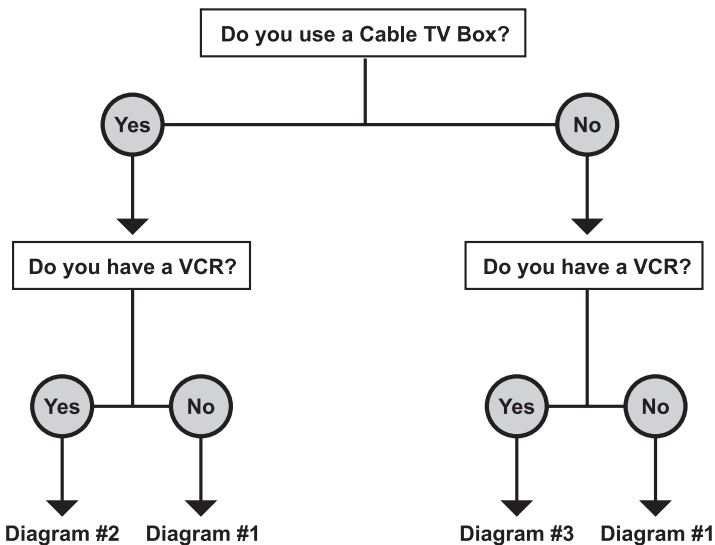 Do you use a Cable TV Box?
Yes
No
Do you have a VCR?
Do you have a VCR?
Yes
No
Yes
No
Diagram #2
Diagram #1
Diagram #3
Diagram #1